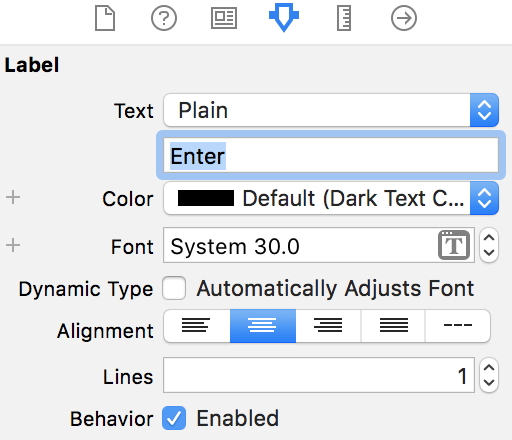 Label
Text Plain
Enter
Color Default (Dark Text C...
Font System 30.0 T
Dynamic Type Automatically Adjusts Font
Alignment
Lines 1
Behavior Enabled